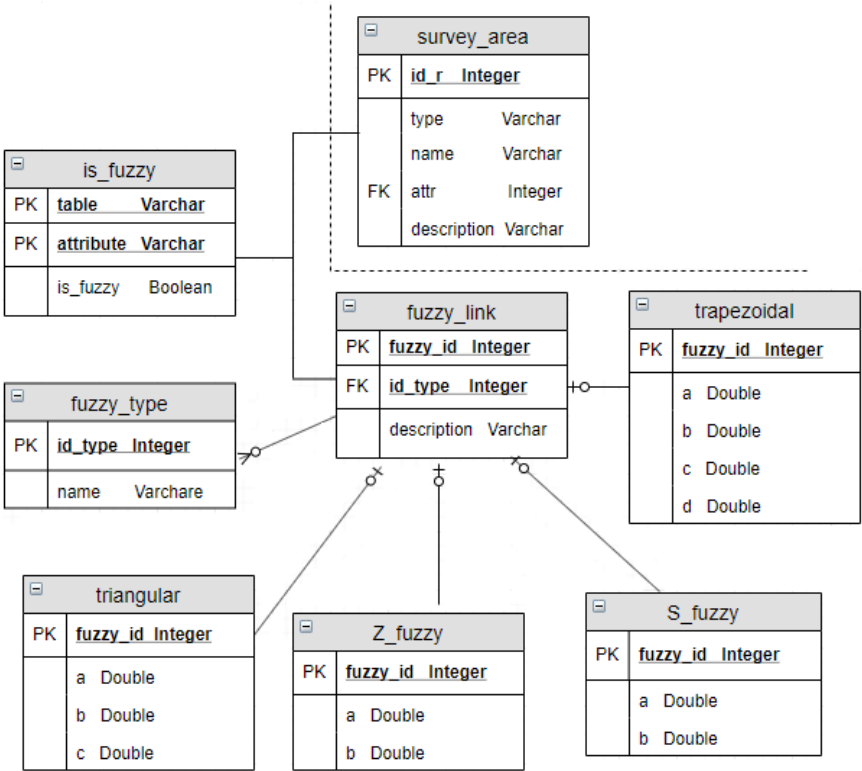 survey_area
PK id_r Integer
type Varchar
name Varchar
FK attr Integer
description Varchar
is_fuzzy
PK table Varchar
PK attribute Varchar
is_fuzzy Boolean
fuzzy_link
PK fuzzy_id Integer
FK id_type Integer
description Varchar
trapezoidal
PK fuzzy_id Integer
a Double
b Double
c Double
d Double
fuzzy_type
PK id_type Integer
name Varchare
triangular
PK fuzzy_id Integer
a Double
b Double
c Double
Z_fuzzy
PK fuzzy_id Integer
a Double
b Double
S_fuzzy
PK fuzzy_id Integer
a Double
b Double